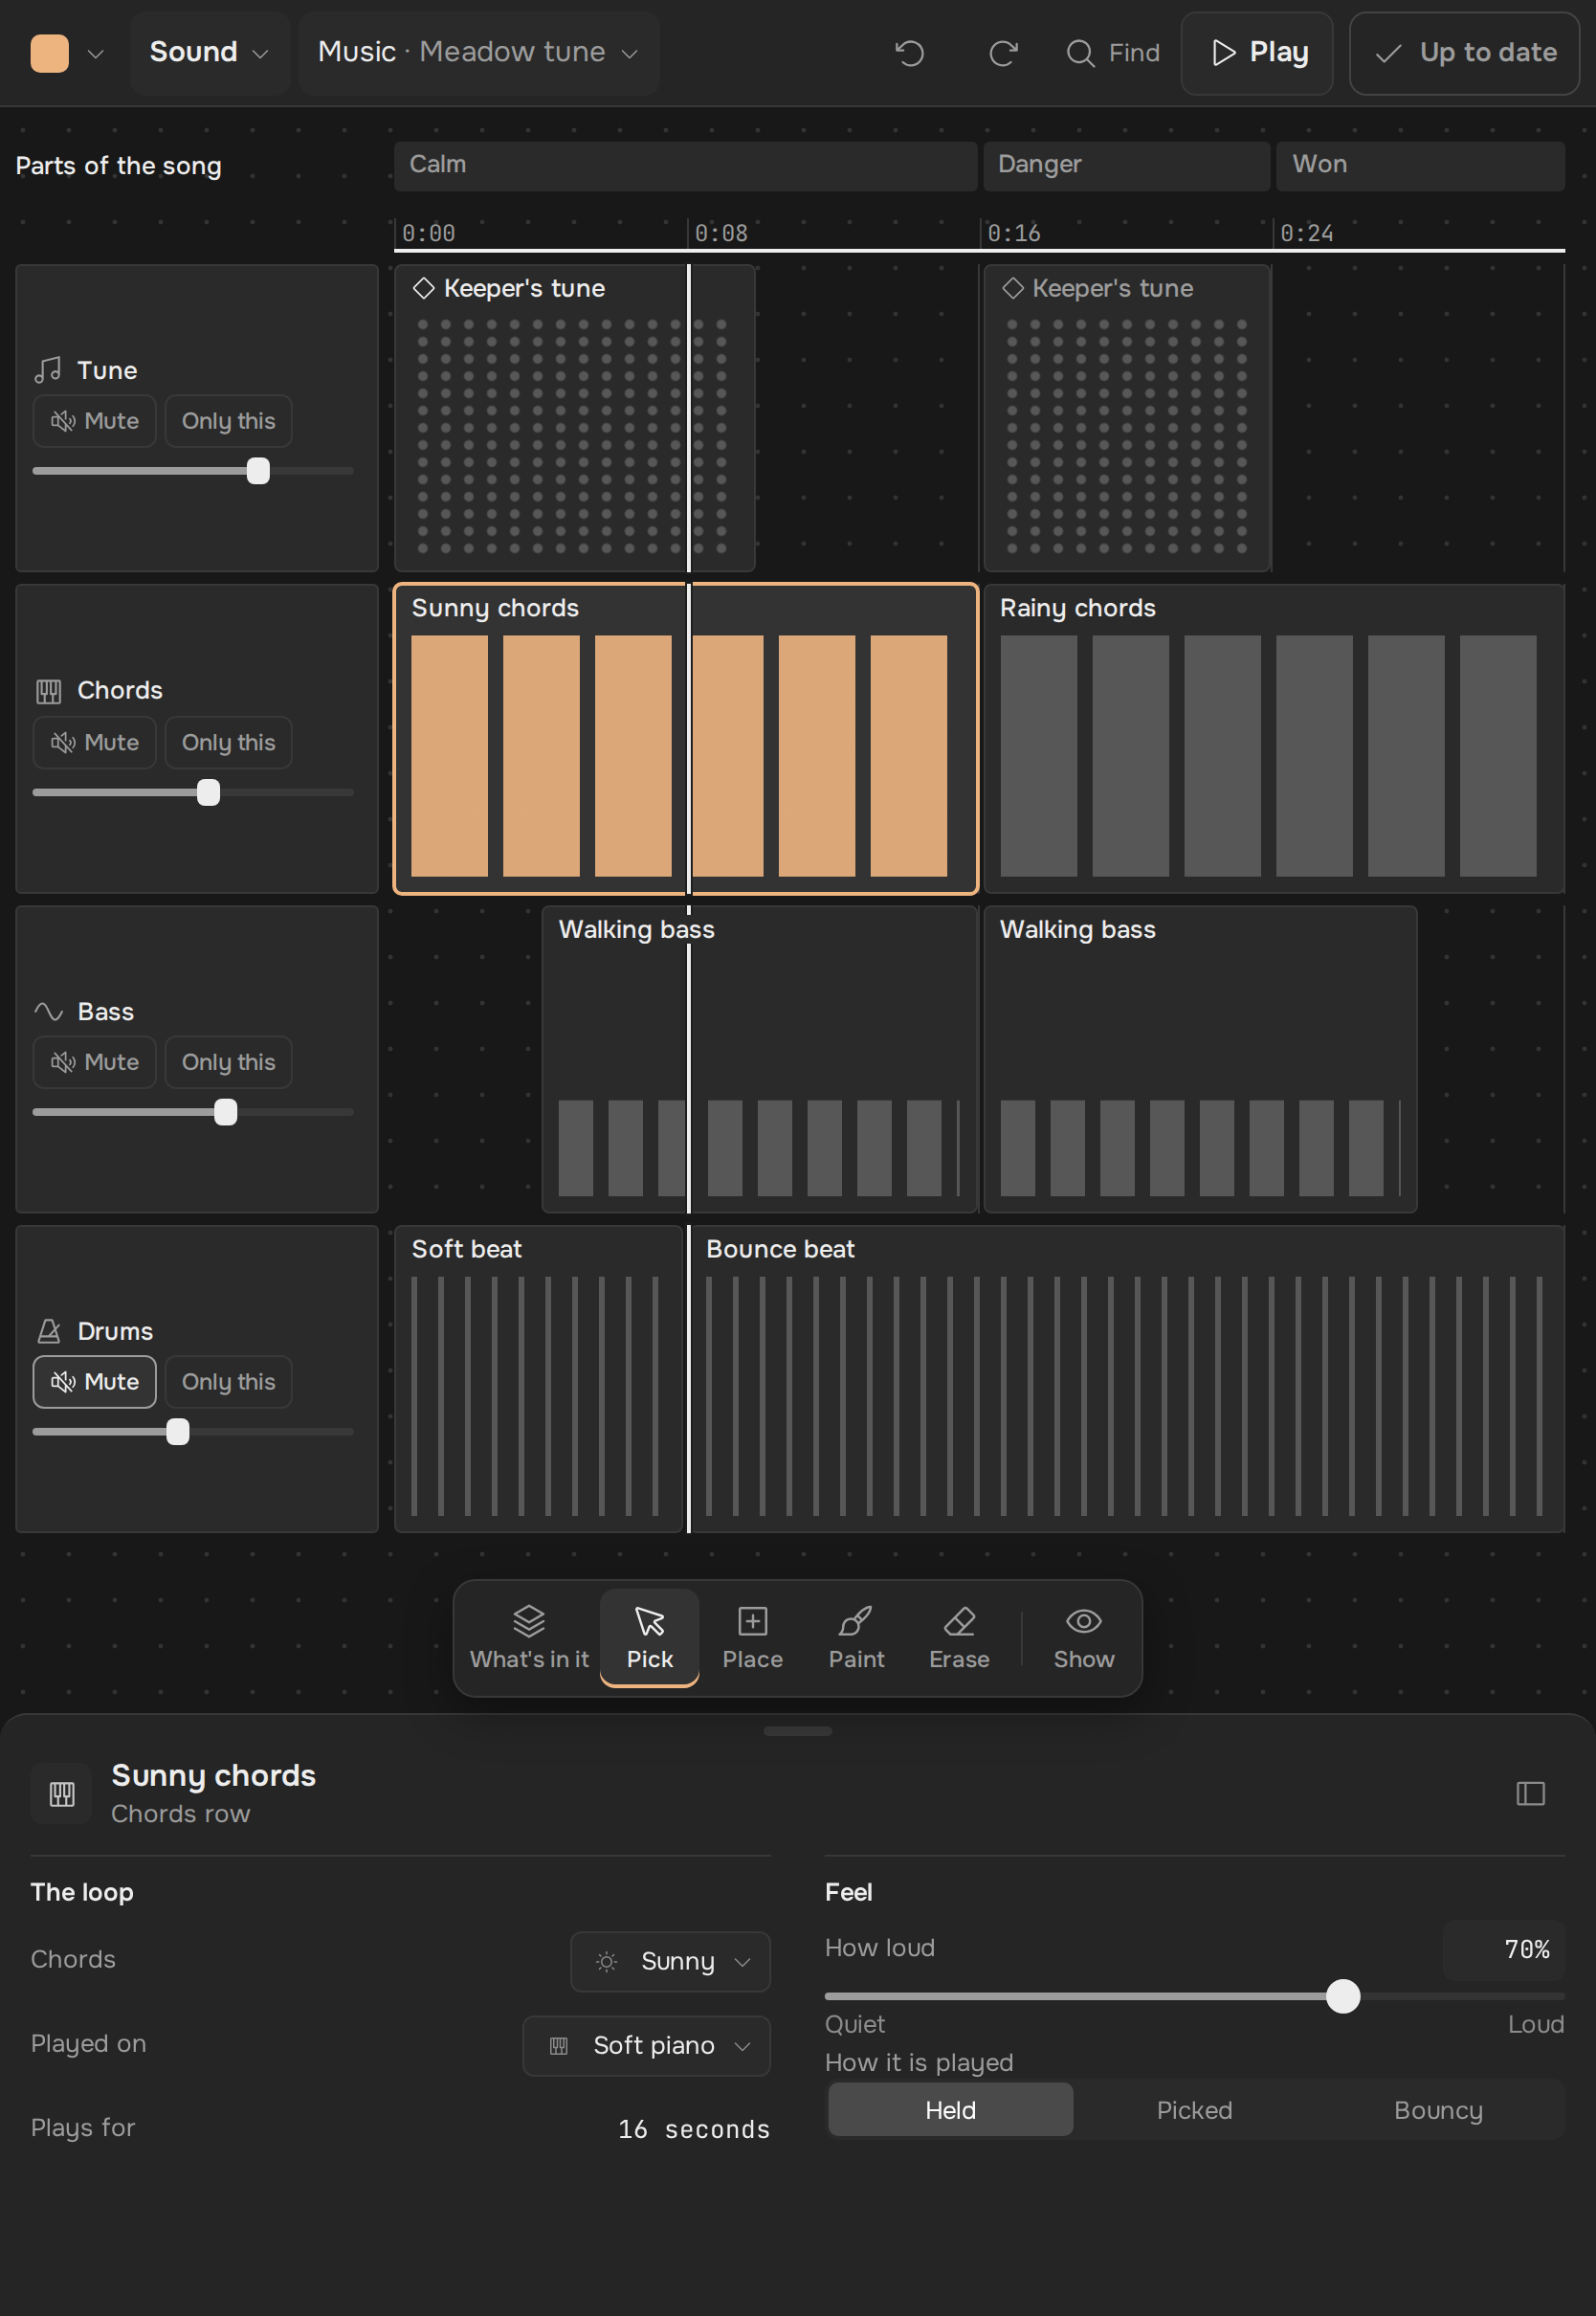 Sound
Music · Meadow tune
Find
Play
Up to date
Parts of the song
Calm
Danger
Won
0:00
0:08
0:16
0:24
Tune
Mute
Only this
Keeper's tune
Keeper's tune
Chords
Mute
Only this
Sunny chords
Rainy chords
Bass
Mute
Only this
Walking bass
Walking bass
Drums
Mute
Only this
Soft beat
Bounce beat
What's in it
Pick
Place
Paint
Erase
Show
Sunny chords
Chords row
The loop
Chords
Sunny
Played on
Soft piano
Plays for
16 seconds
Feel
How loud
70%
Quiet
Loud
How it is played
Held
Picked
Bouncy